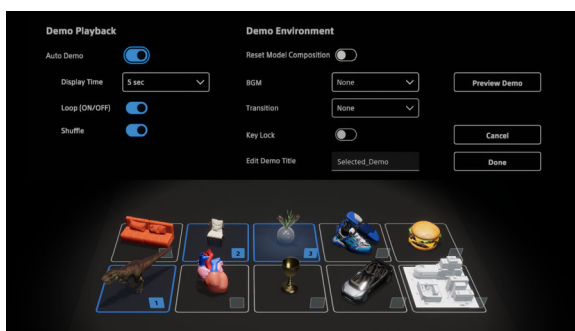 Demo Playback
Auto Demo
Display Time
5 sec
Loop (ON/OFF)
Shuffle
Demo Environment
Reset Model Composition
BGM
None
Preview Demo
Transition
None
Key Lock
Cancel
Edit Demo Title
Selected_Demo
Done
2
3
1